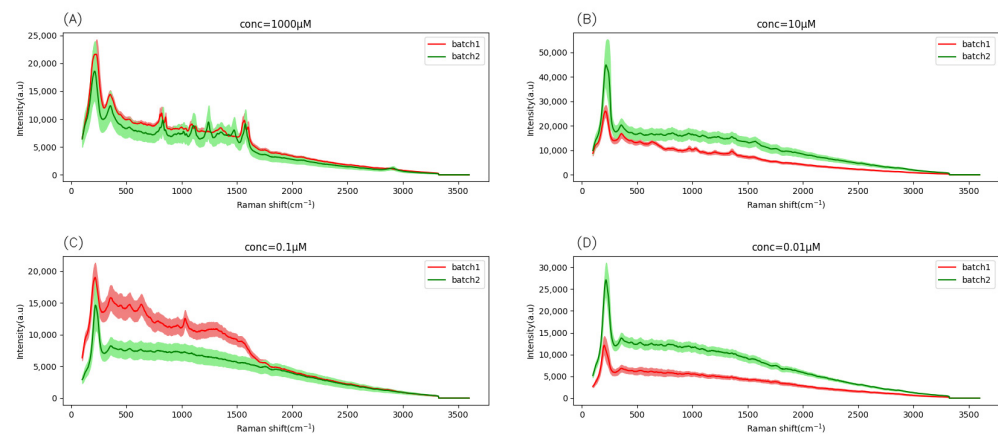 (A)
conc=1000μM
25,000
20,000
15,000
10,000
5,000
0
Intensity(a.u)
batch1
batch2
0 500 1000 1500 2000 2500 3000 3500
Raman shift(cm⁻¹)
(B)
conc=10μM
50,000
40,000
30,000
20,000
10,000
0
Intensity(a.u)
batch1
batch2
0 500 1000 1500 2000 2500 3000 3500
Raman shift(cm⁻¹)
(C)
conc=0.1μM
20,000
15,000
10,000
5,000
0
Intensity(a.u)
batch1
batch2
0 500 1000 1500 2000 2500 3000 3500
Raman shift(cm⁻¹)
(D)
conc=0.01μM
30,000
25,000
20,000
15,000
10,000
5,000
0
Intensity(a.u)
batch1
batch2
0 500 1000 1500 2000 2500 3000 3500
Raman shift(cm⁻¹)